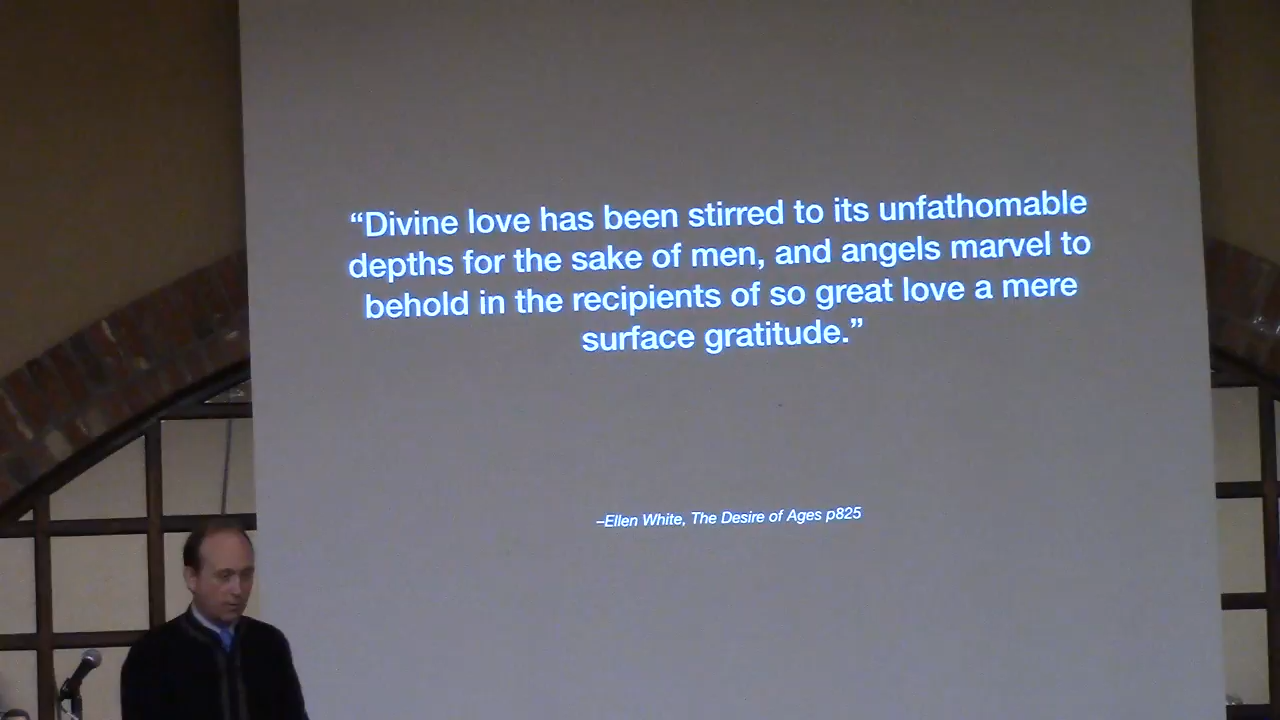 “Divine love has been stirred to its unfathomable
depths for the sake of men, and angels marvel to
behold in the recipients of so great love a mere
surface gratitude.”
–Ellen White, The Desire of Ages p825